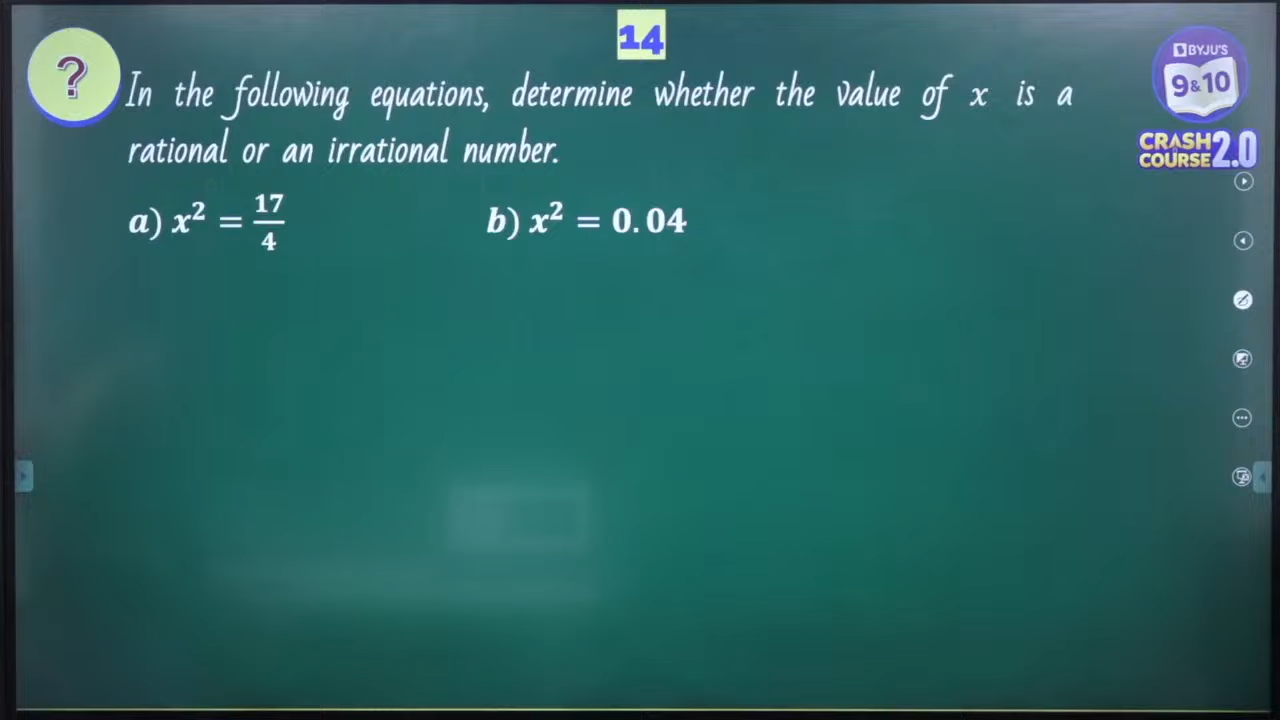 14
?
In the following equations, determine whether the value of x is a
rational or an irrational number.
a) x² = 17/4 b) x² = 0.04
BYJU'S
9&10
CRASH
COURSE 2.0